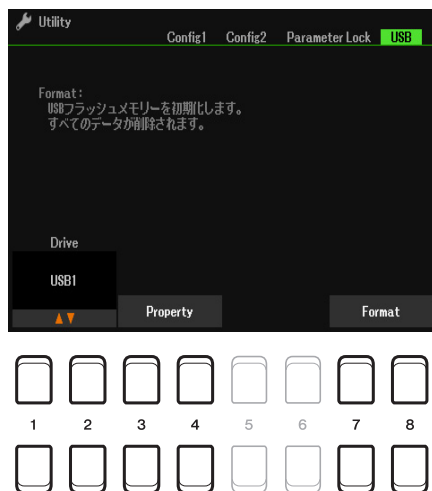 Utility
Config1 Config2 Parameter Lock USB
Format:
USBフラッシュメモリーを初期化します。
すべてのデータが削除されます。
Drive
USB1
Property Format
1 2 3 4 5 6 7 8